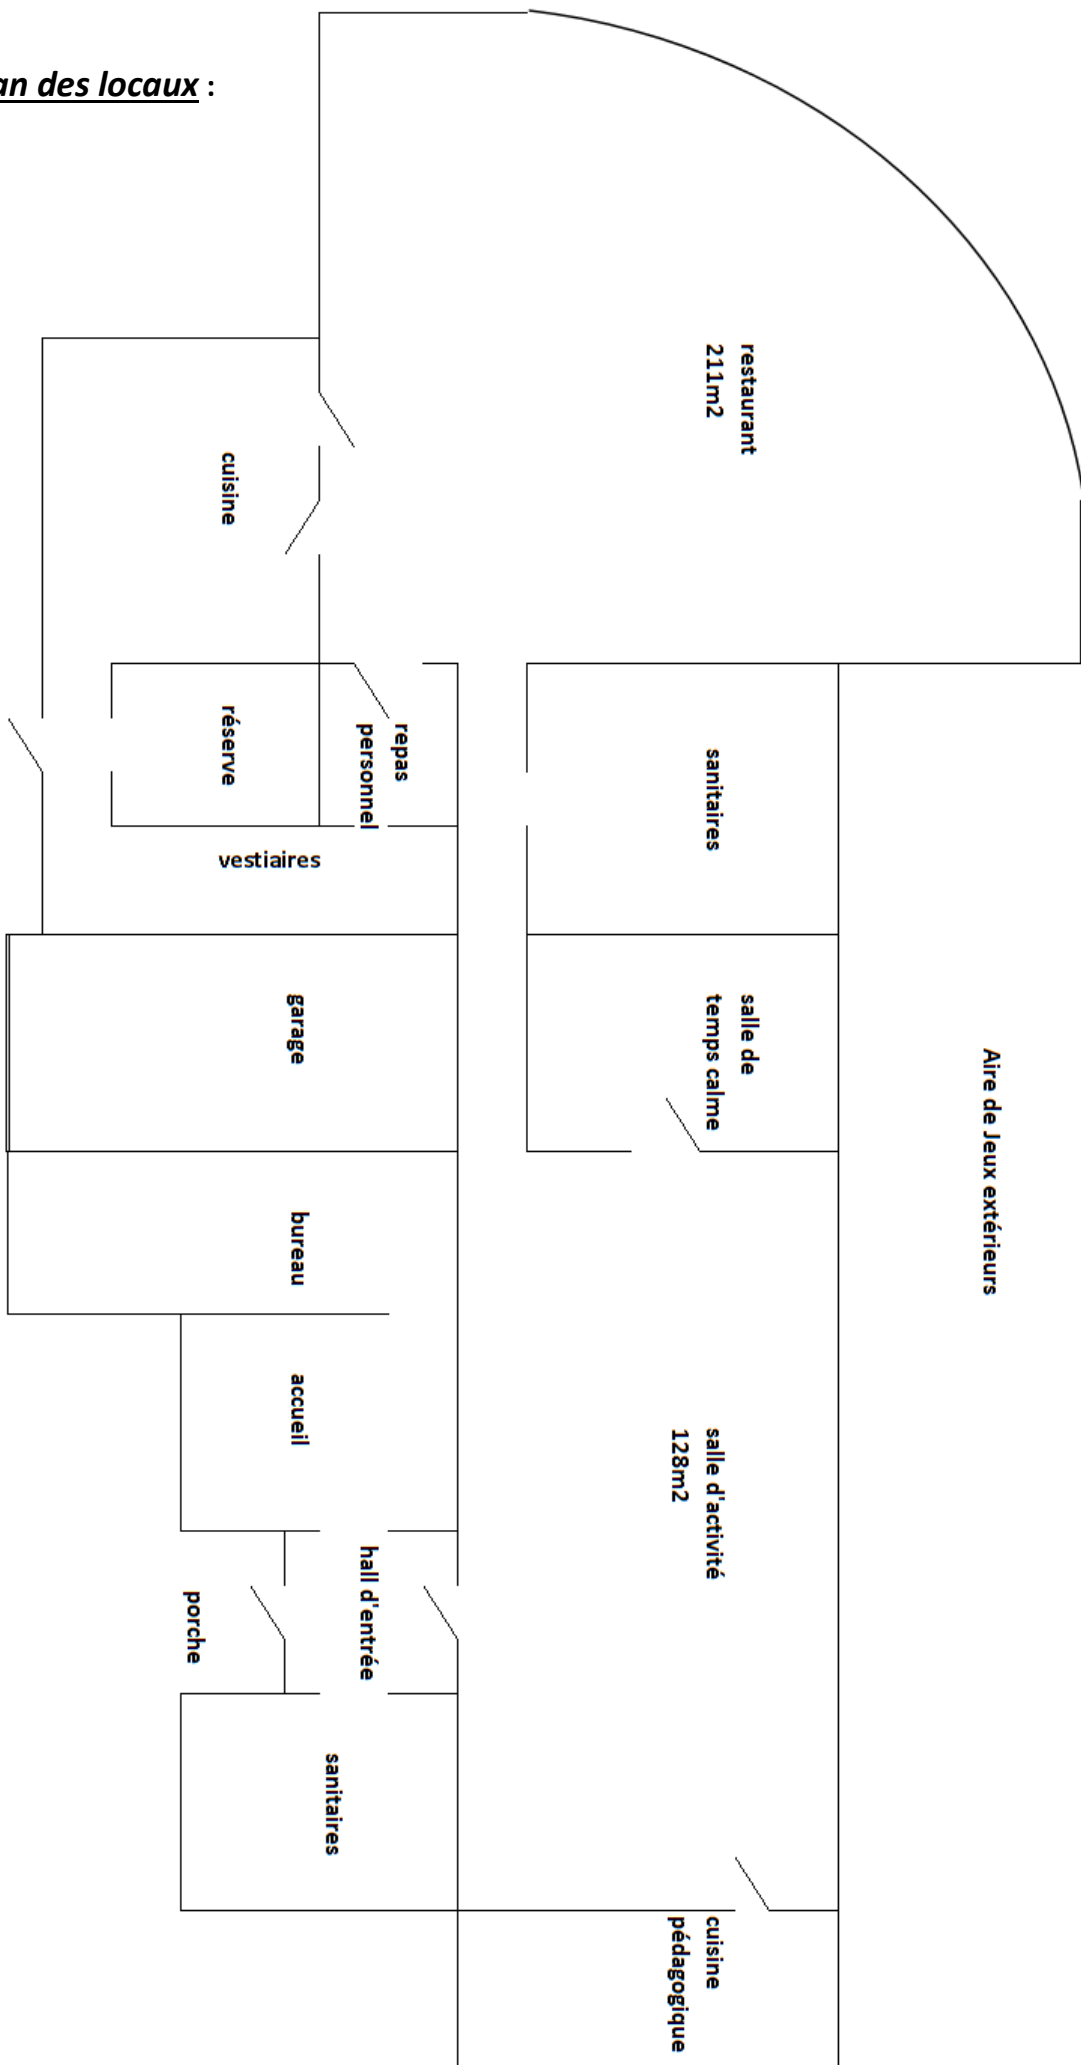 an des locaux :
restaurant
211m2
cuisine
réserve
repas
personnel
sanitaires
vestiaires
garage
salle de
temps calme
Aire de Jeux extérieurs
bureau
accueil
salle d'activité
128m2
hall d'entrée
porche
sanitaires
cuisine
pédagogique